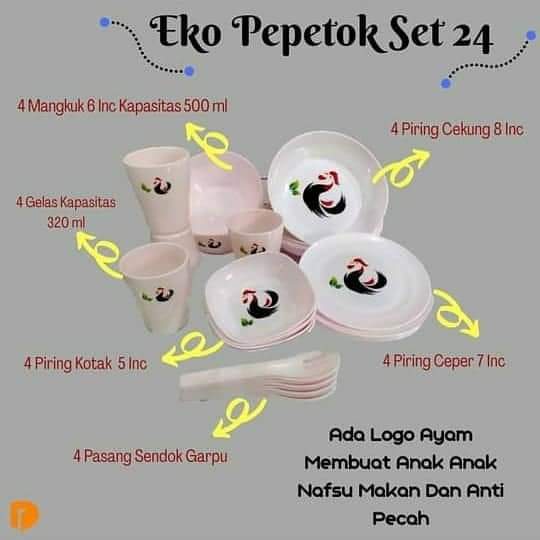 Eko Pepetok Set 24
4 Mangkuk 6 Inc Kapasitas 500 ml
4 Piring Cekung 8 Inc
4 Gelas Kapasitas
320 ml
4 Piring Kotak 5 Inc
4 Piring Ceper 7 Inc
4 Pasang Sendok Garpu
Ada Logo Ayam
Membuat Anak Anak
Nafsu Makan Dan Anti
Pecah